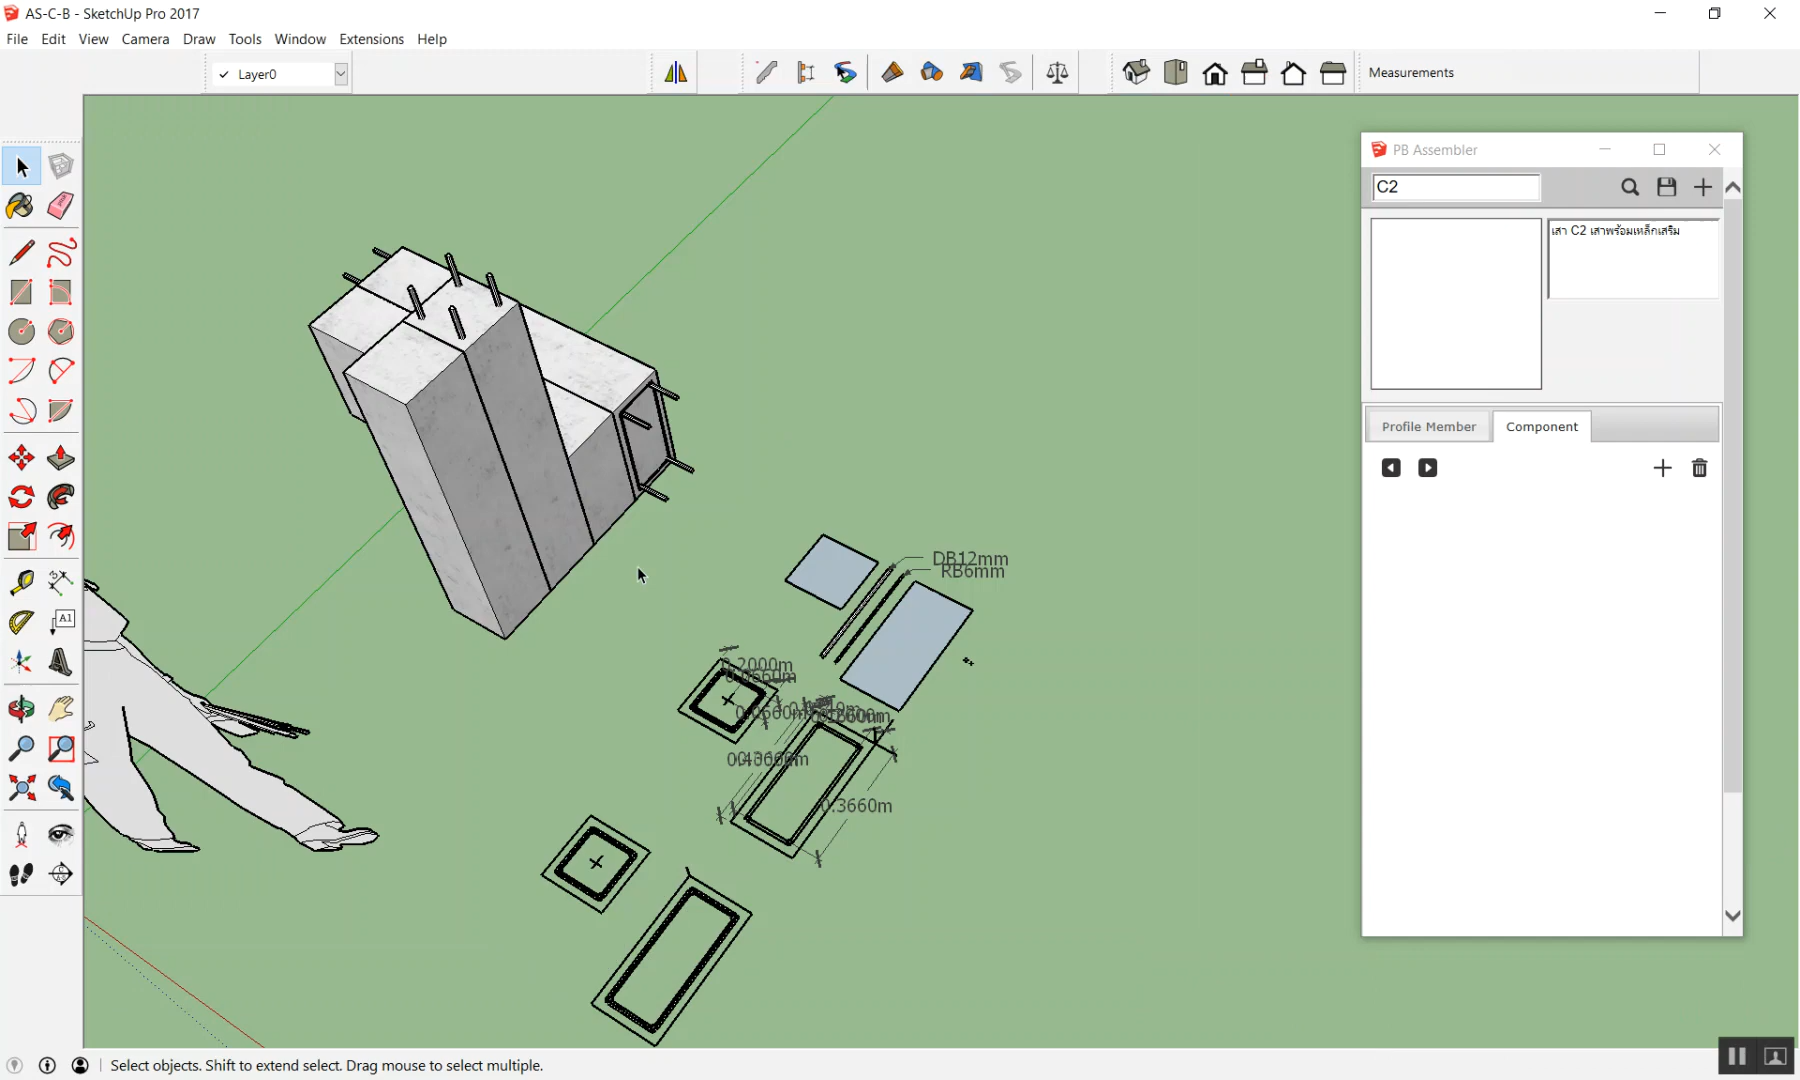 AS-C-B - SketchUp Pro 2017
File Edit View Camera Draw Tools Window Extensions Help
Layer0
Measurements
PB Assembler
C2
เสา C2 เสาพร้อมเหล็กเสริม
Profile Member Component
DB12mm
RB6mm
0.2000m
0.0660m
0.3660m
A1
Select objects. Shift to extend select. Drag mouse to select multiple.